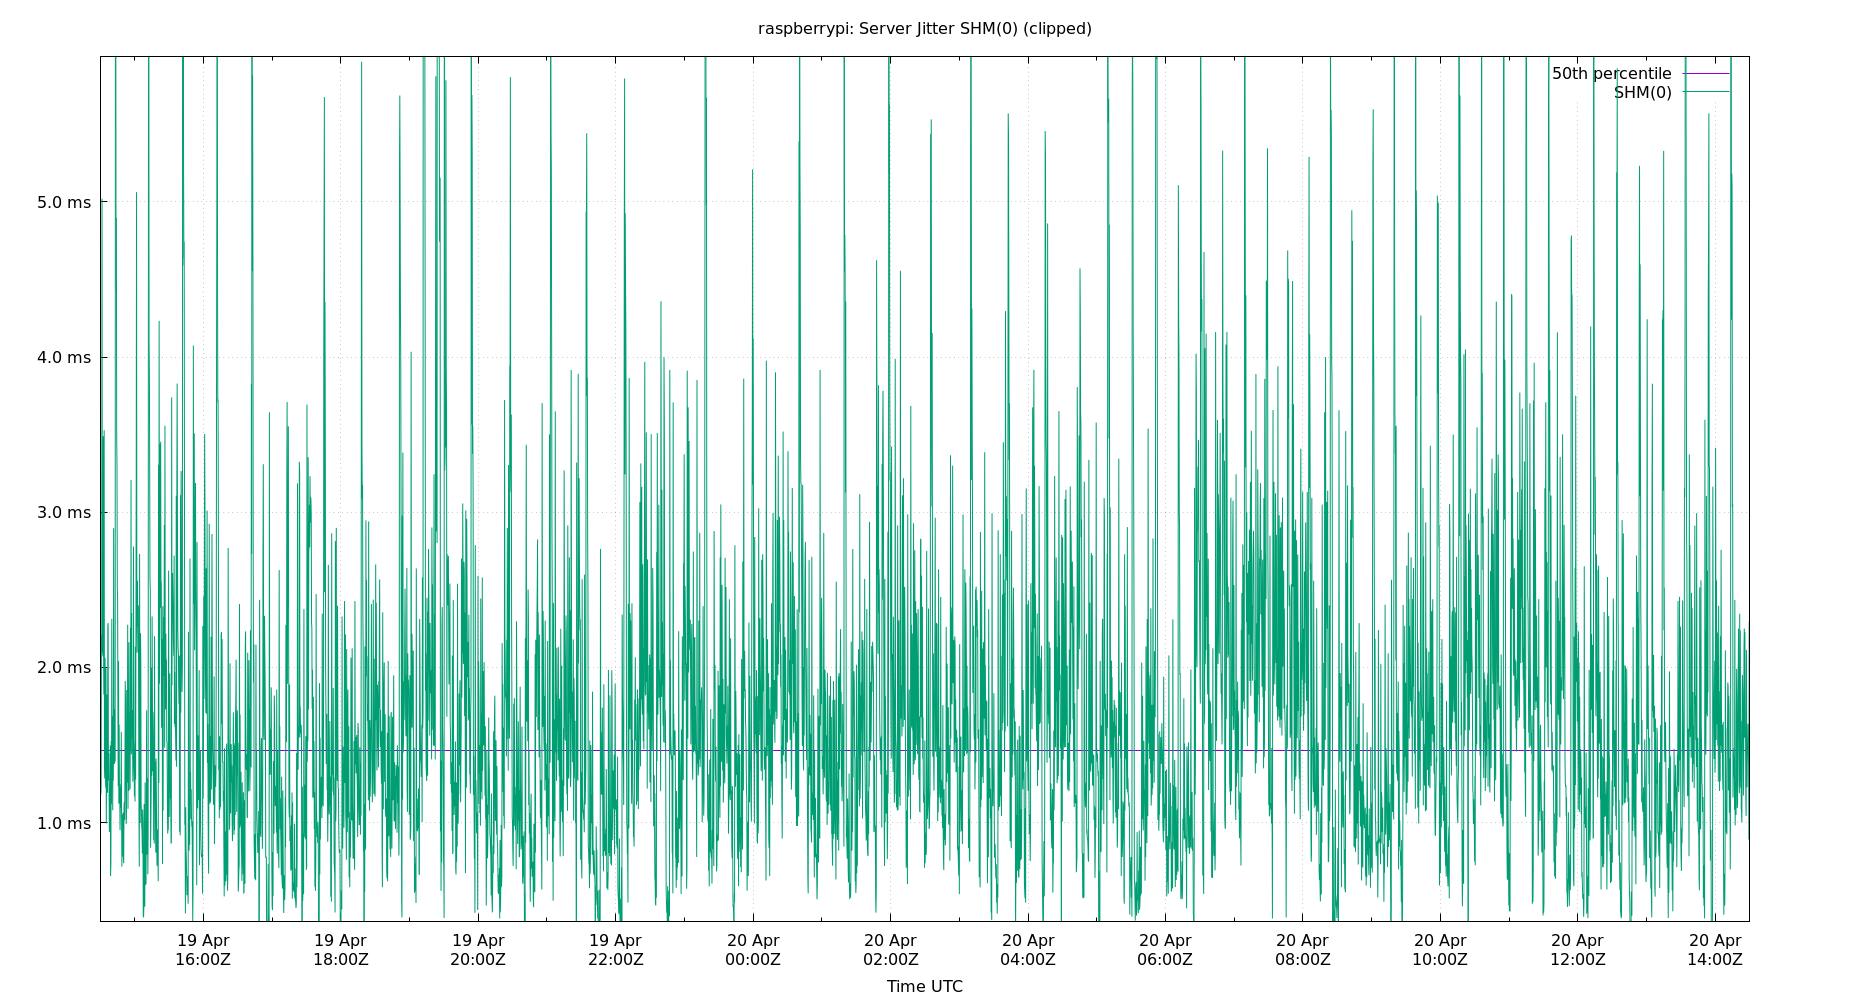 raspberrypi: Server Jitter SHM(0) (clipped)
50th percentile
SHM(0)
5.0 ms
4.0 ms
3.0 ms
2.0 ms
1.0 ms
19 Apr 19 Apr 19 Apr 19 Apr 20 Apr 20 Apr 20 Apr 20 Apr 20 Apr 20 Apr 20 Apr 20 Apr
16:00Z 18:00Z 20:00Z 22:00Z 00:00Z 02:00Z 04:00Z 06:00Z 08:00Z 10:00Z 12:00Z 14:00Z
Time UTC